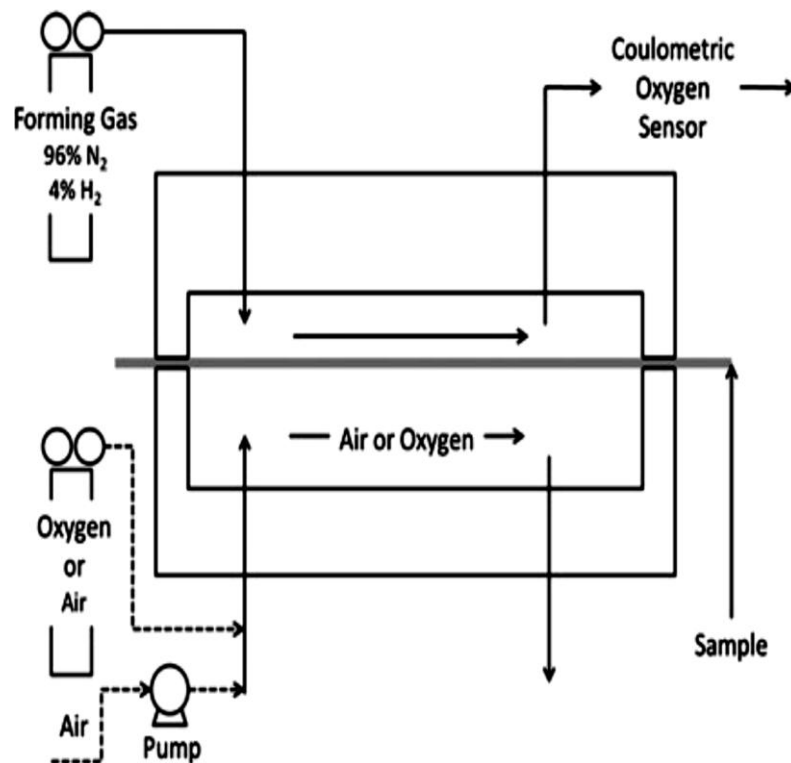 Forming Gas
96% N₂
4% H₂
Coulometric
Oxygen
Sensor
Air or Oxygen
Oxygen
or
Air
Air
Pump
Sample